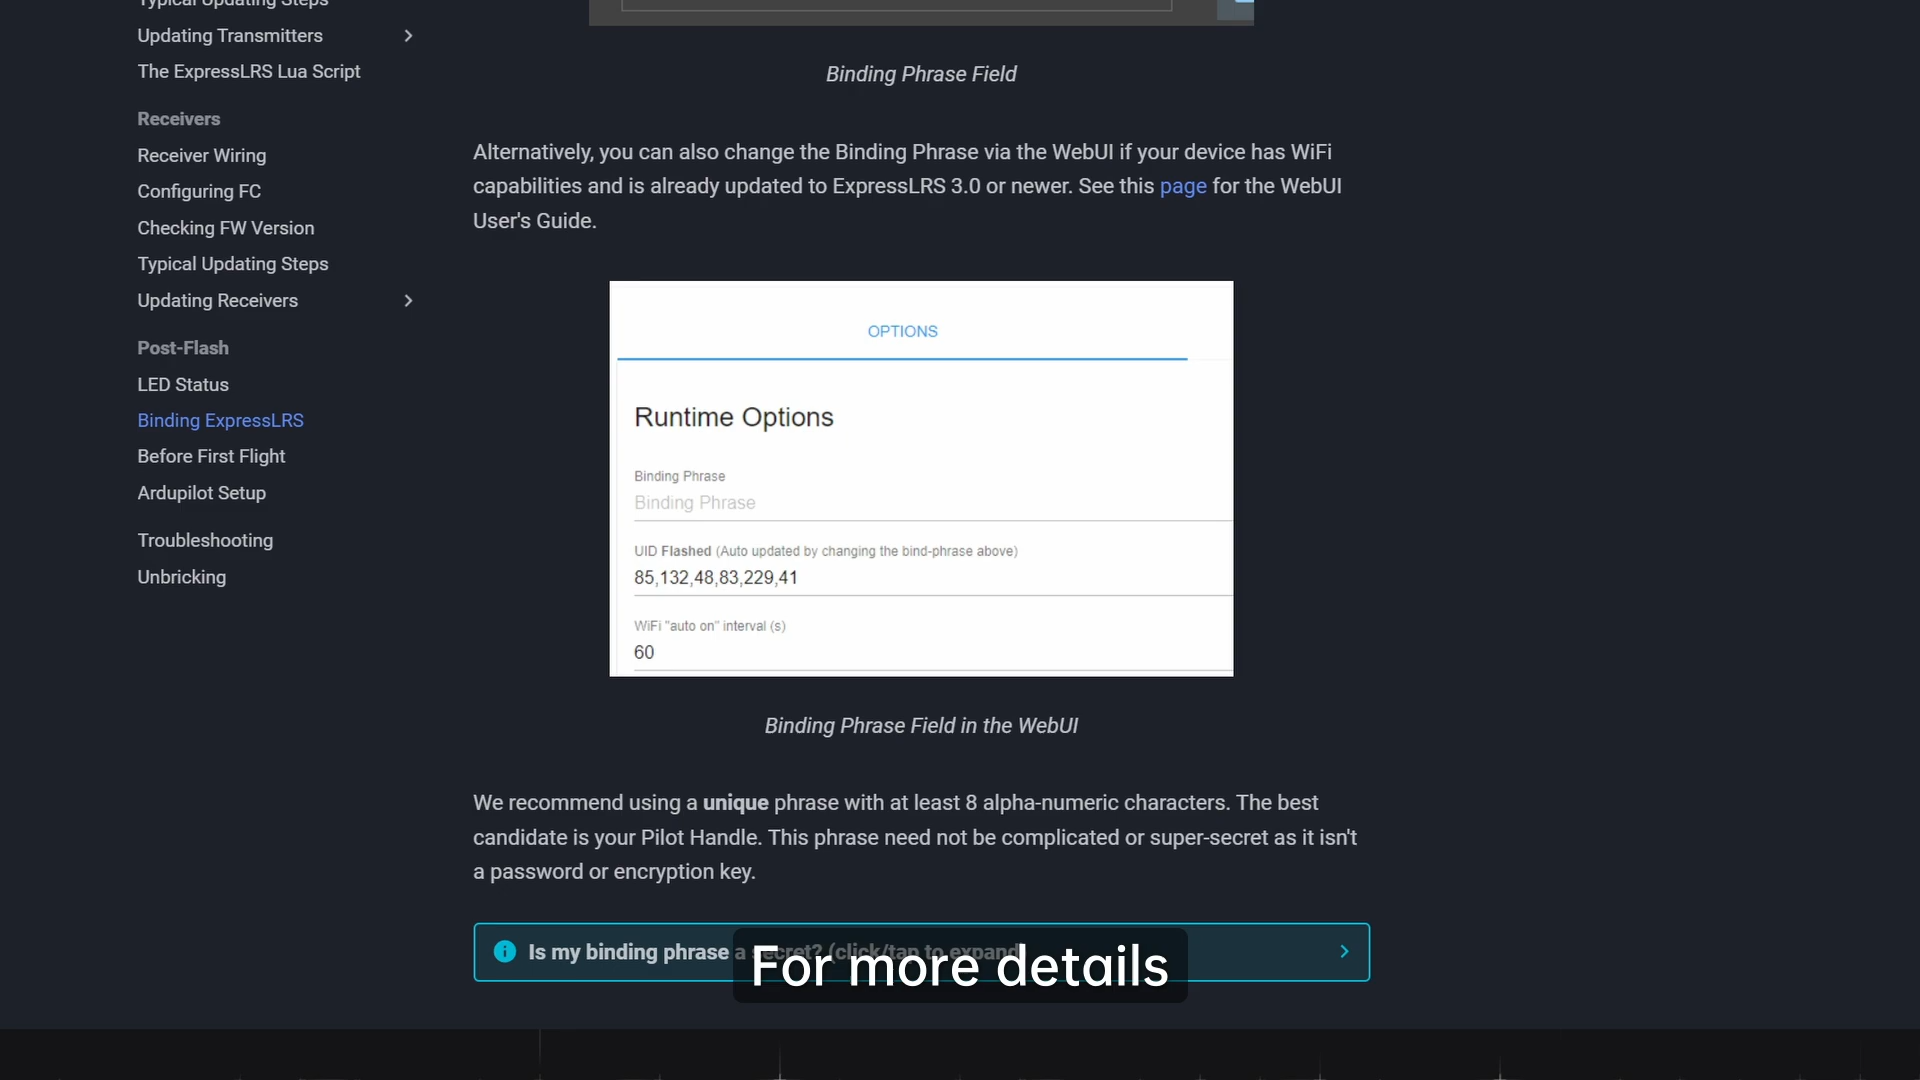 Typical Updating Steps
Updating Transmitters
The ExpressLRS Lua Script
Receivers
Receiver Wiring
Configuring FC
Checking FW Version
Typical Updating Steps
Updating Receivers
Post-Flash
LED Status
Binding ExpressLRS
Before First Flight
Ardupilot Setup
Troubleshooting
Unbricking
Binding Phrase Field
Alternatively, you can also change the Binding Phrase via the WebUI if your device has WiFi
capabilities and is already updated to ExpressLRS 3.0 or newer. See this page for the WebUI
User's Guide.
OPTIONS
Runtime Options
Binding Phrase
Binding Phrase
UID Flashed (Auto updated by changing the bind-phrase above)
85,132,48,83,229,41
WiFi "auto on" interval (s)
60
Binding Phrase Field in the WebUI
We recommend using a unique phrase with at least 8 alpha-numeric characters. The best
candidate is your Pilot Handle. This phrase need not be complicated or super-secret as it isn't
a password or encryption key.
Is my binding phrase a secret? (click/tap to expand)
For more details